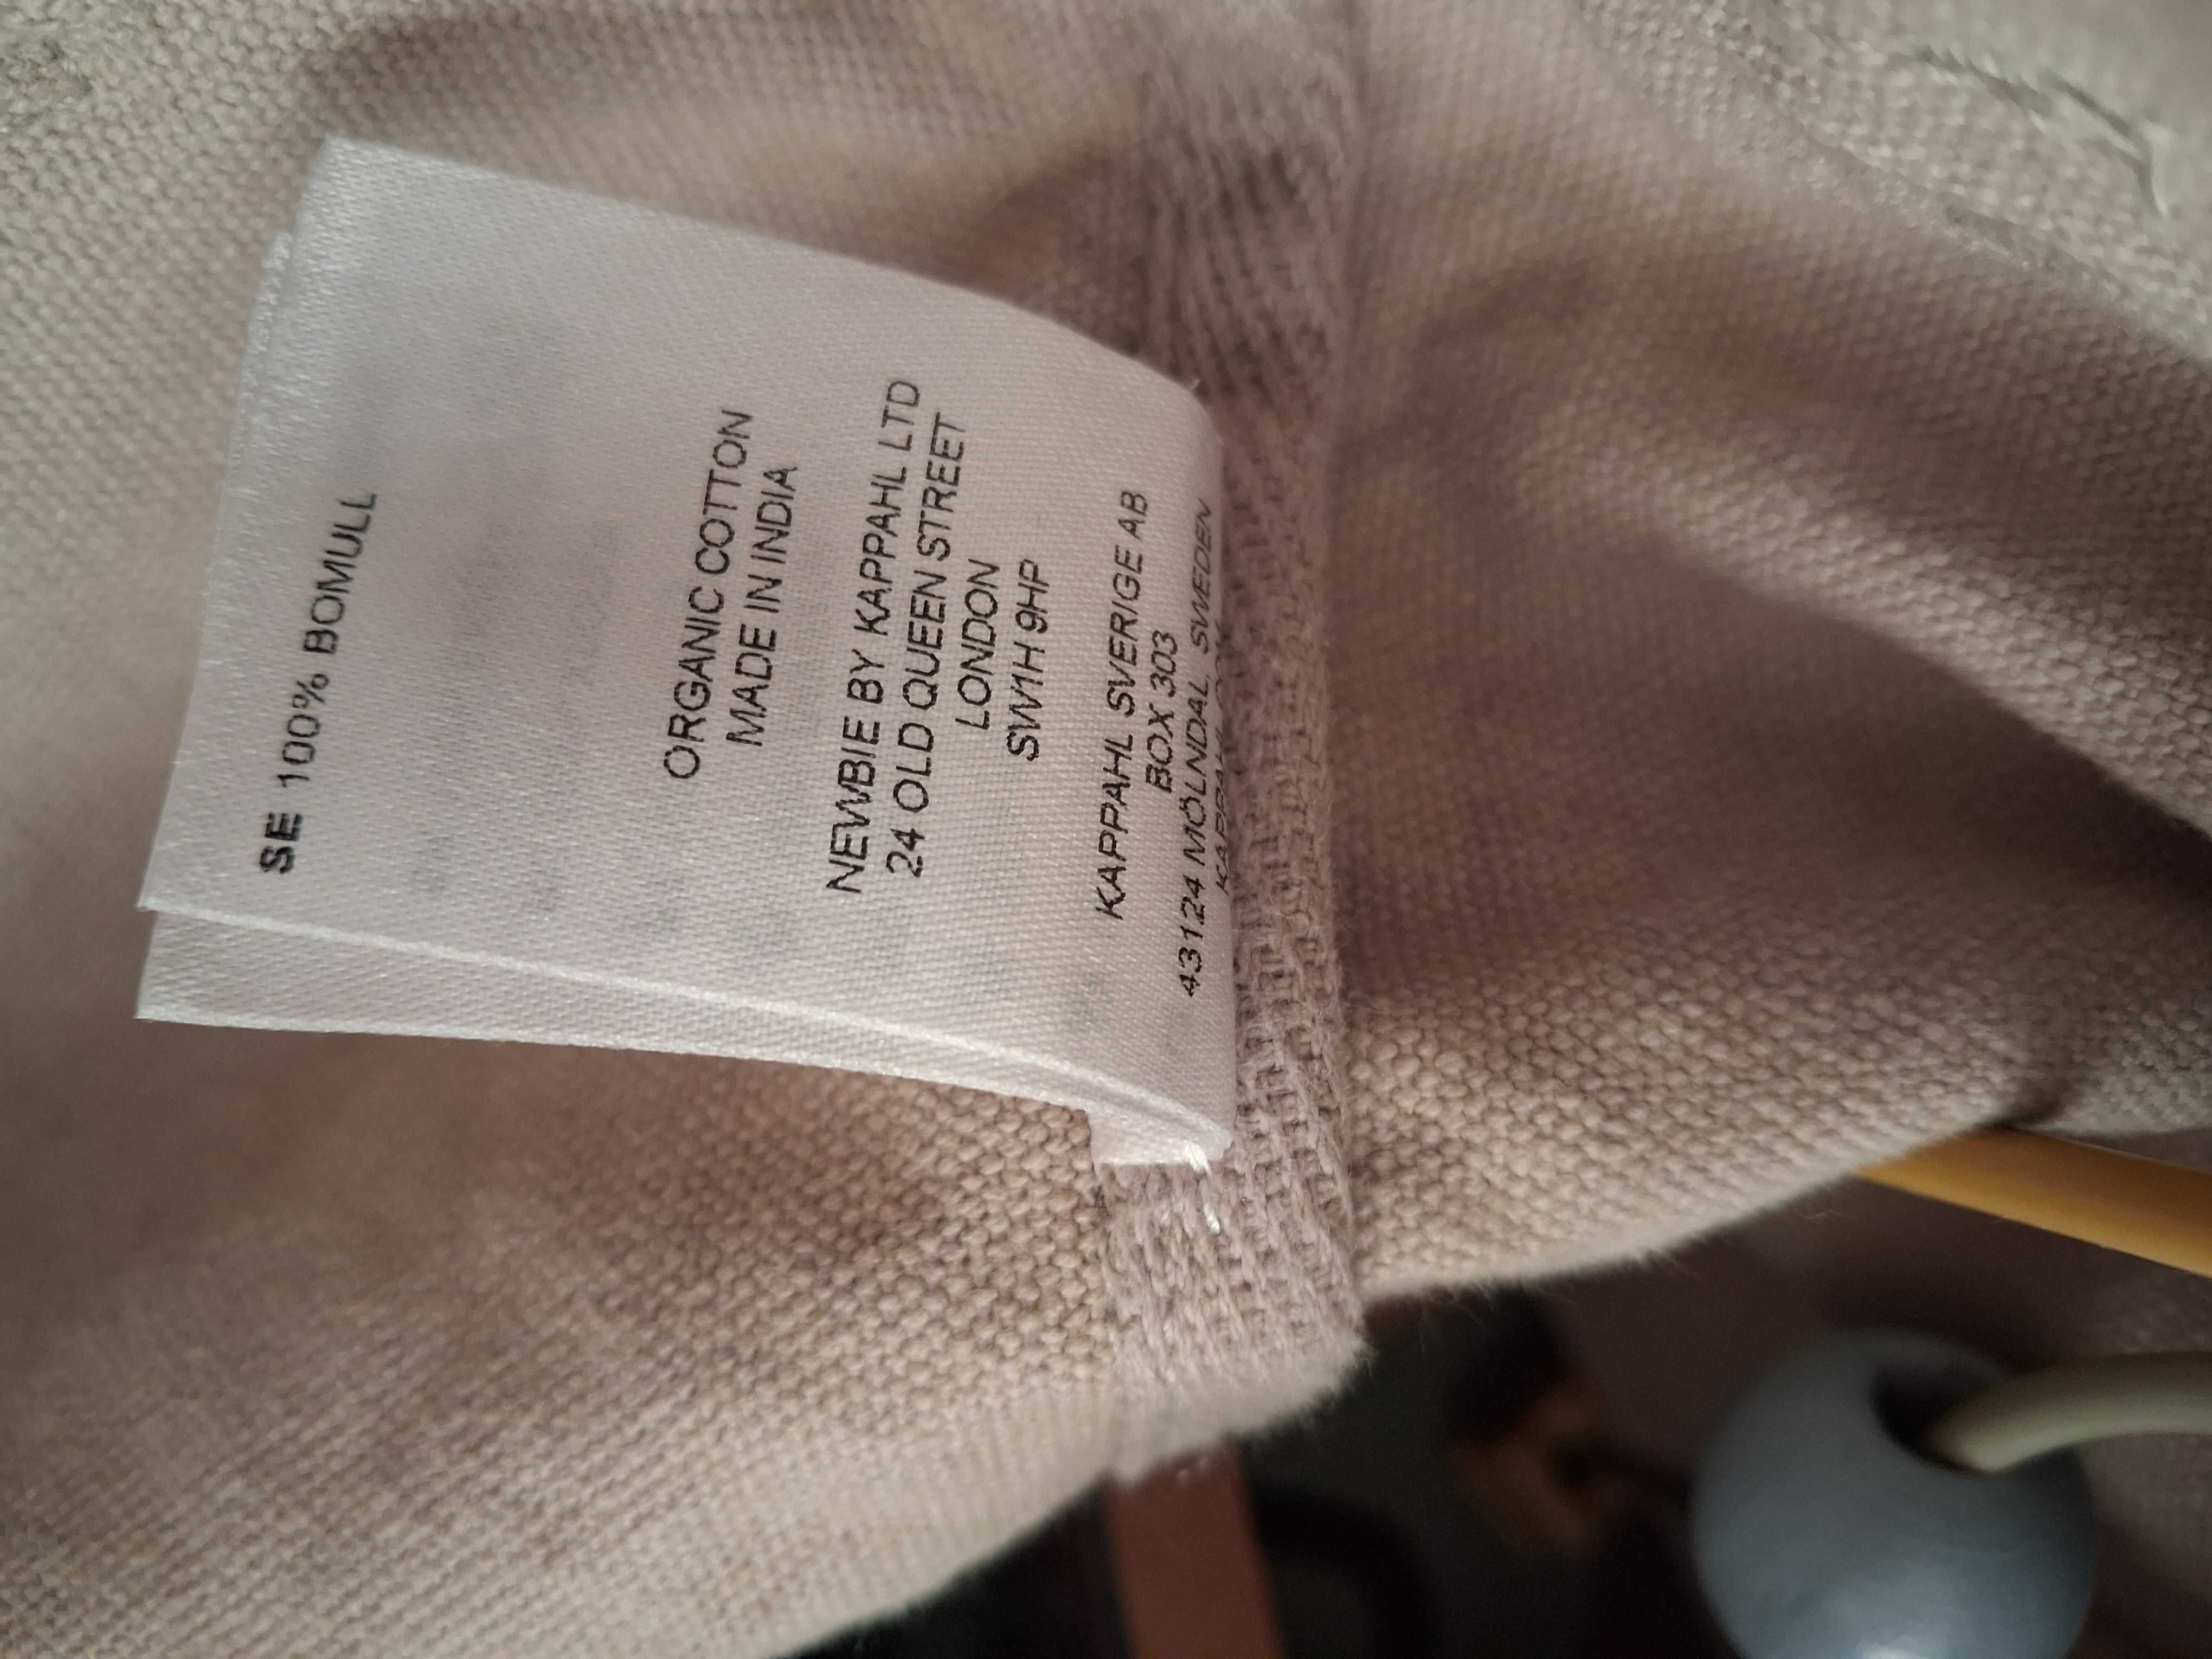 SE 100% BOMULL
ORGANIC COTTON
MADE IN INDIA
NEWBIE BY KAPPAHL LTD
24 OLD QUEEN STREET
LONDON
SW1H 9HP
KAPPAHL SVERIGE AB
BOX 303
43124 MÖLNDAL, SWEDEN